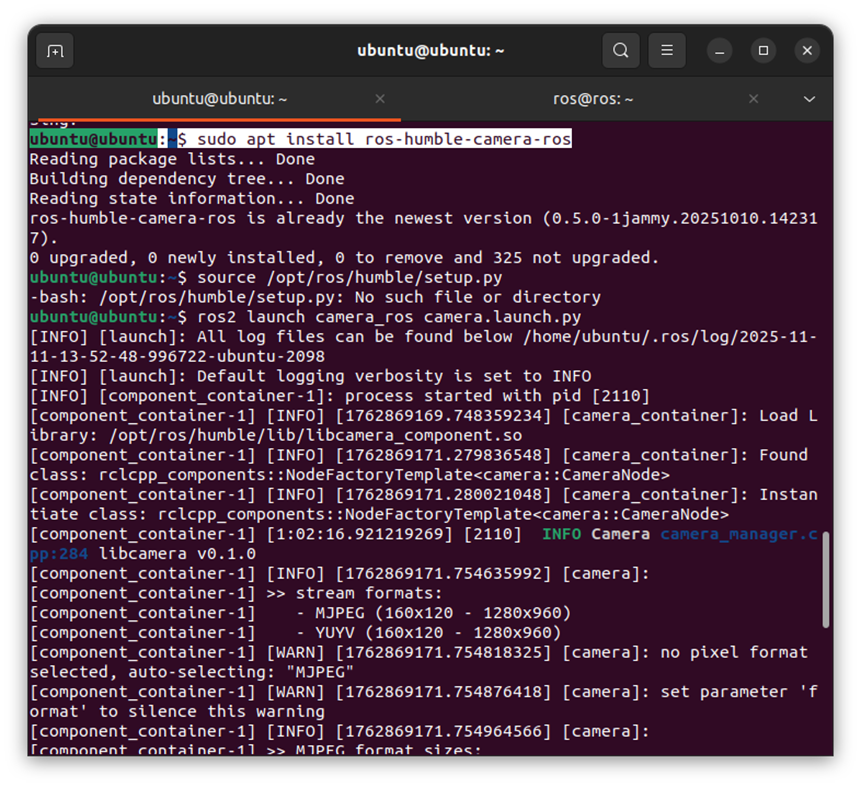 ubuntu@ubuntu: ~
ubuntu@ubuntu: ~
ros@ros: ~
ubuntu@ubuntu:~$ sudo apt install ros-humble-camera-ros
Reading package lists... Done
Building dependency tree... Done
Reading state information... Done
ros-humble-camera-ros is already the newest version (0.5.0-1jammy.20251010.14231
7).
0 upgraded, 0 newly installed, 0 to remove and 325 not upgraded.
ubuntu@ubuntu:~$ source /opt/ros/humble/setup.py
-bash: /opt/ros/humble/setup.py: No such file or directory
ubuntu@ubuntu:~$ ros2 launch camera_ros camera.launch.py
[INFO] [launch]: All log files can be found below /home/ubuntu/.ros/log/2025-11-
11-13-52-48-996722-ubuntu-2098
[INFO] [launch]: Default logging verbosity is set to INFO
[INFO] [component_container-1]: process started with pid [2110]
[component_container-1] [INFO] [1762869169.748359234] [camera_container]: Load L
ibrary: /opt/ros/humble/lib/libcamera_component.so
[component_container-1] [INFO] [1762869171.279836548] [camera_container]: Found
class: rclcpp_components::NodeFactoryTemplate<camera::CameraNode>
[component_container-1] [INFO] [1762869171.280021048] [camera_container]: Instan
tiate class: rclcpp_components::NodeFactoryTemplate<camera::CameraNode>
[component_container-1] [1:02:16.921219269] [2110]  INFO Camera camera_manager.c
pp:284 libcamera v0.1.0
[component_container-1] [INFO] [1762869171.754635992] [camera]:
[component_container-1] >> stream formats:
[component_container-1]    - MJPEG (160x120 - 1280x960)
[component_container-1]    - YUYV (160x120 - 1280x960)
[component_container-1] [WARN] [1762869171.754818325] [camera]: no pixel format
selected, auto-selecting: "MJPEG"
[component_container-1] [WARN] [1762869171.754876418] [camera]: set parameter 'f
ormat' to silence this warning
[component_container-1] [INFO] [1762869171.754964566] [camera]:
[component_container-1] >> MJPEG format sizes: